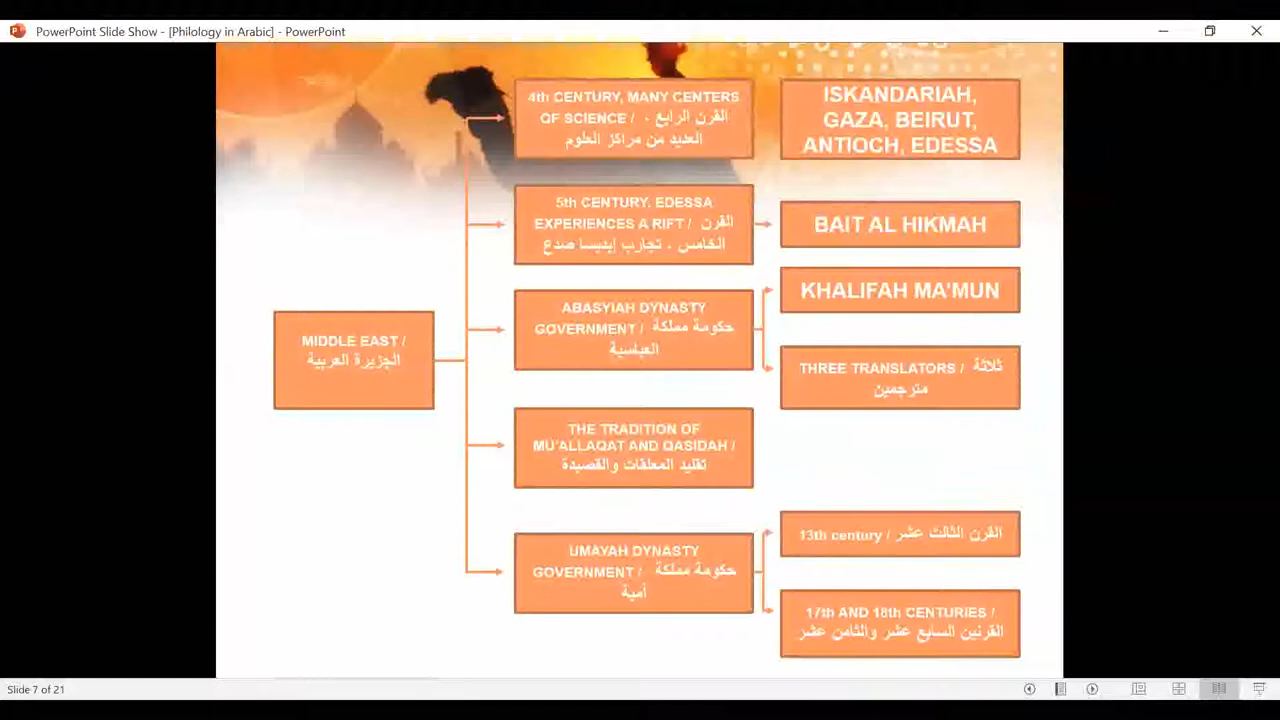 PowerPoint Slide Show - [Philology in Arabic] - PowerPoint
4th CENTURY, MANY CENTERS
OF SCIENCE / القرن الرابع ،
العديد من مراكز العلوم
ISKANDARIAH,
GAZA, BEIRUT,
ANTIOCH, EDESSA
5th CENTURY, EDESSA
EXPERIENCES A RIFT / القرن
الخامس ، تجارب إيديسا صدع
BAIT AL HIKMAH
ABASYIAH DYNASTY
GOVERNMENT / حكومة مملكة
العباسية
KHALIFAH MA'MUN
THREE TRANSLATORS / ثلاثة
مترجمين
MIDDLE EAST /
الجزيرة العربية
THE TRADITION OF
MU'ALLAQAT AND QASIDAH /
تقليد المعلقات والقصيدة
UMAYAH DYNASTY
GOVERNMENT / حكومة مملكة
أمية
13th century / القرن الثالث عشر
17th AND 18th CENTURIES /
القرنين السابع عشر والثامن عشر
Slide 7 of 21